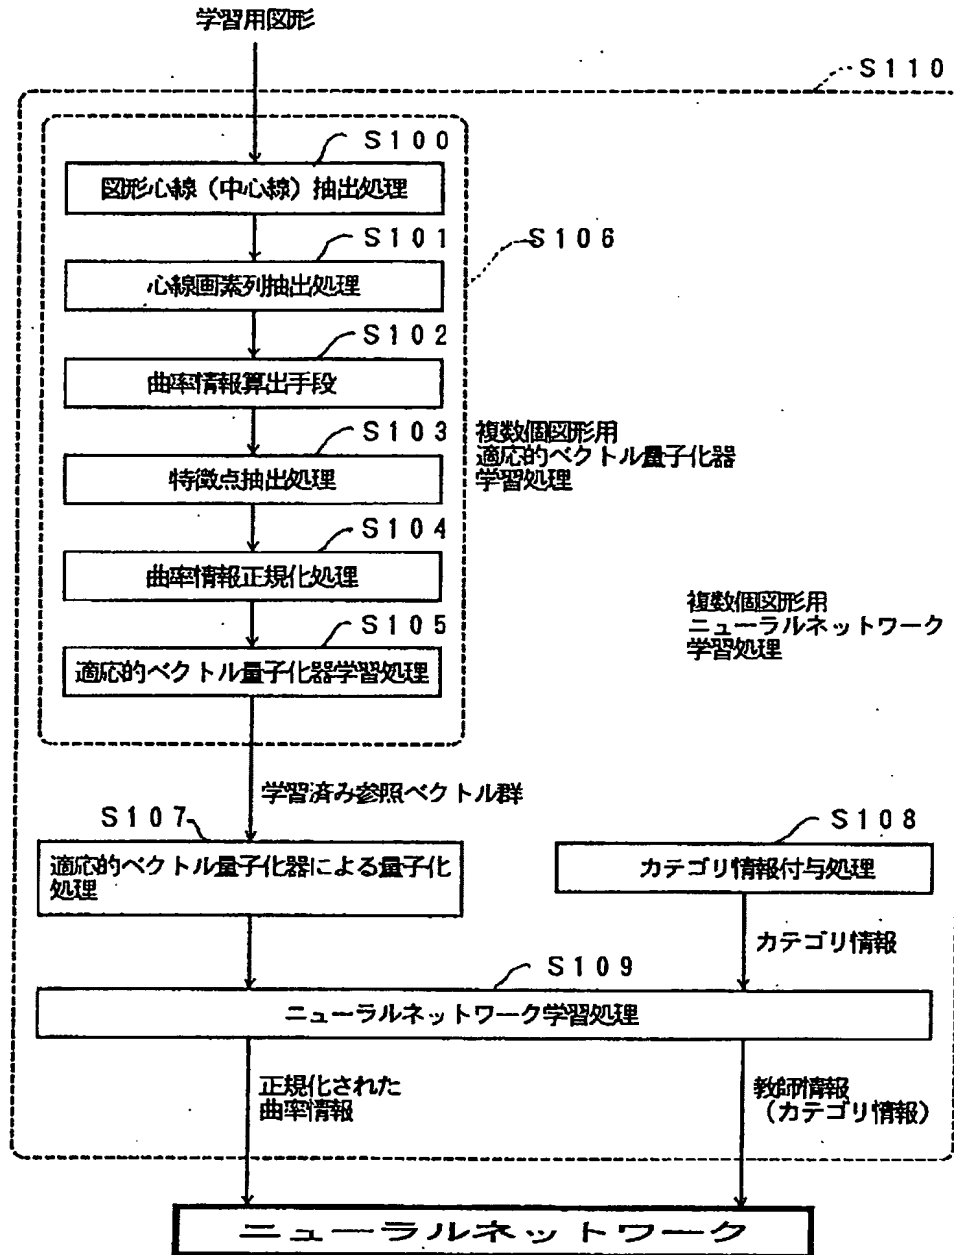 学習用図形
S110
S100
図形心線（中心線）抽出処理
S101
S106
心線画素列抽出処理
S102
曲率情報算出手段
S103
複数個図形用
適応的ベクトル量子化器
学習処理
特徴点抽出処理
S104
曲率情報正規化処理
複数個図形用
ニューラルネットワーク
学習処理
S105
適応的ベクトル量子化器学習処理
学習済み参照ベクトル群
S107
適応的ベクトル量子化器による量子化
処理
S108
カテゴリ情報付与処理
カテゴリ情報
S109
ニューラルネットワーク学習処理
正規化された
曲率情報
教師情報
（カテゴリ情報）
ニューラルネットワーク